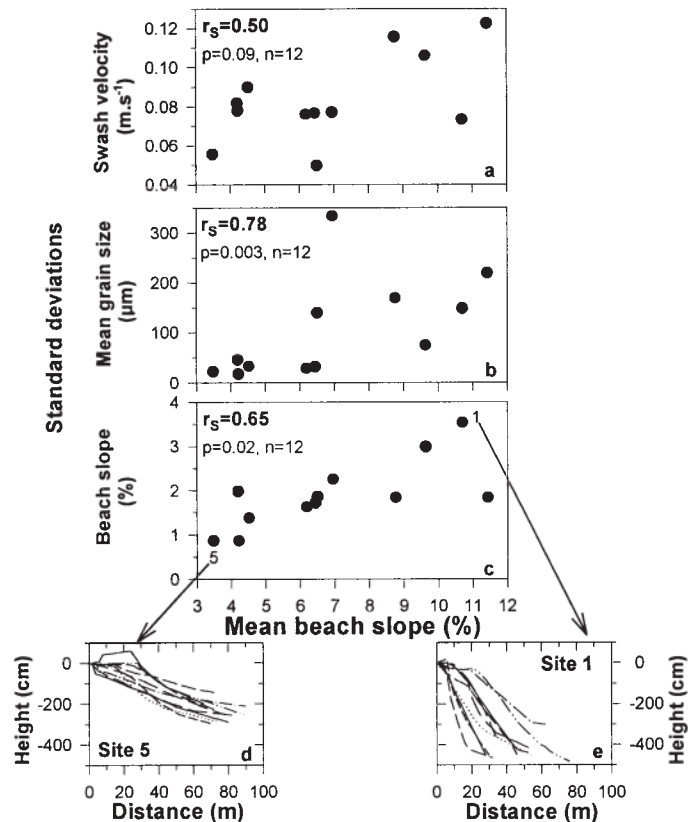 Standard deviations
Swash velocity
(m.s-1)
0.12
0.10
0.08
0.06
0.04
rs=0.50
p=0.09, n=12
a
Mean grain size
(µm)
300
200
100
0
rs=0.78
p=0.003, n=12
b
Beach slope
(%)
4
3
2
1
0
rs=0.65
p=0.02, n=12
1
5
c
3 4 5 6 7 8 9 10 11 12
Mean beach slope (%)
Height (cm)
0
-200
-400
Site 5
d
0 20 40 60 80 100
Distance (m)
Site 1
e
0
-200
-400
Height (cm)
0 20 40 60 80 100
Distance (m)